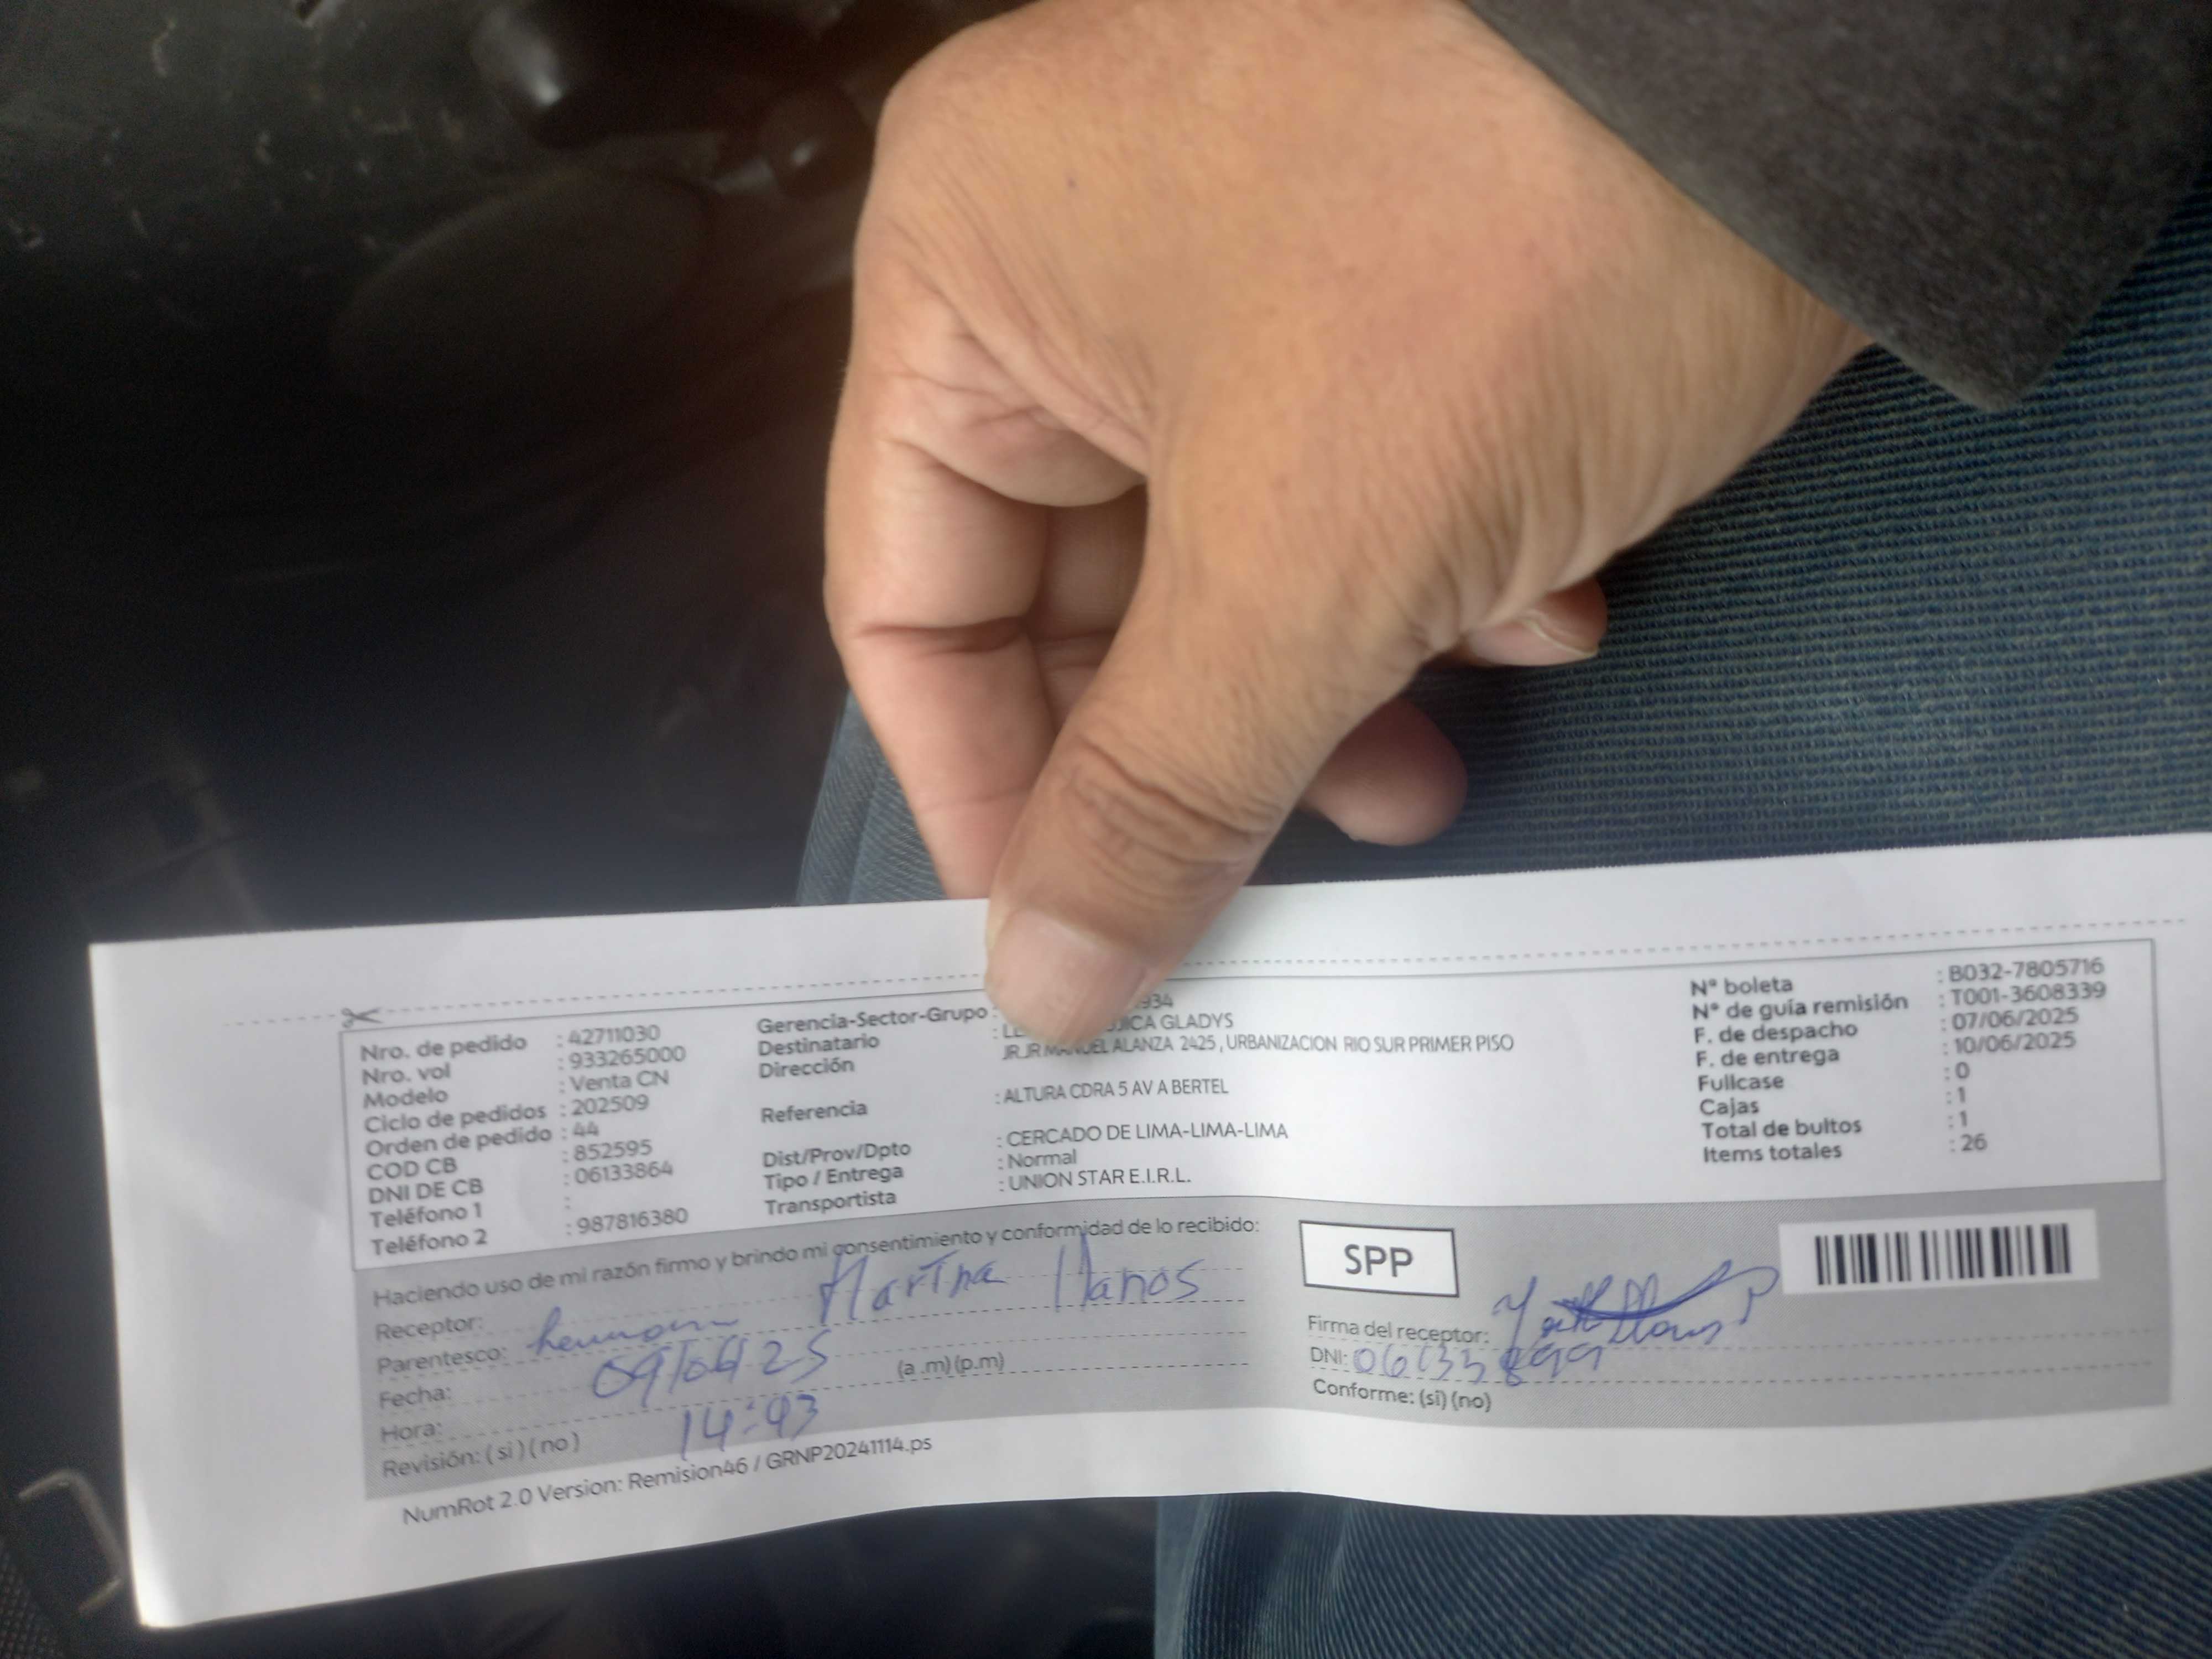 Nro. de pedido : 42711030
Nro. vol : 933265000
Modelo : Venta CN
Ciclo de pedidos : 202509
Orden de pedido : 44
COD CB : 852595
DNI DE CB : 06133864
Teléfono 1 :
Teléfono 2 : 987816380
Gerencia-Sector-Grupo : 934
Destinatario : GLADYS
Dirección JR.JR MANUEL ALANZA 2425 , URBANIZACION RIO SUR PRIMER PISO
Referencia : ALTURA CDRA 5 AV A BERTEL
Dist/Prov/Dpto : CERCADO DE LIMA-LIMA-LIMA
Tipo / Entrega : Normal
Transportista : UNION STAR E.I.R.L.
N° boleta : B032-7805716
N° de guía remisión : T001-3608339
F. de despacho : 07/06/2025
F. de entrega : 10/06/2025
Fullcase : 0
Cajas : 1
Total de bultos : 1
Items totales : 26
Haciendo uso de mi razón firmo y brindo mi consentimiento y conformidad de lo recibido:
Receptor: Martha llanos
Parentesco:
Fecha: 09/06/25
Hora: 14:43 (a .m) (p.m)
Revisión: ( si ) ( no )
SPP
Firma del receptor:
DNI: 06133899
Conforme: (si) (no)
NumRot 2.0 Version: Remision46 / GRNP20241114.ps